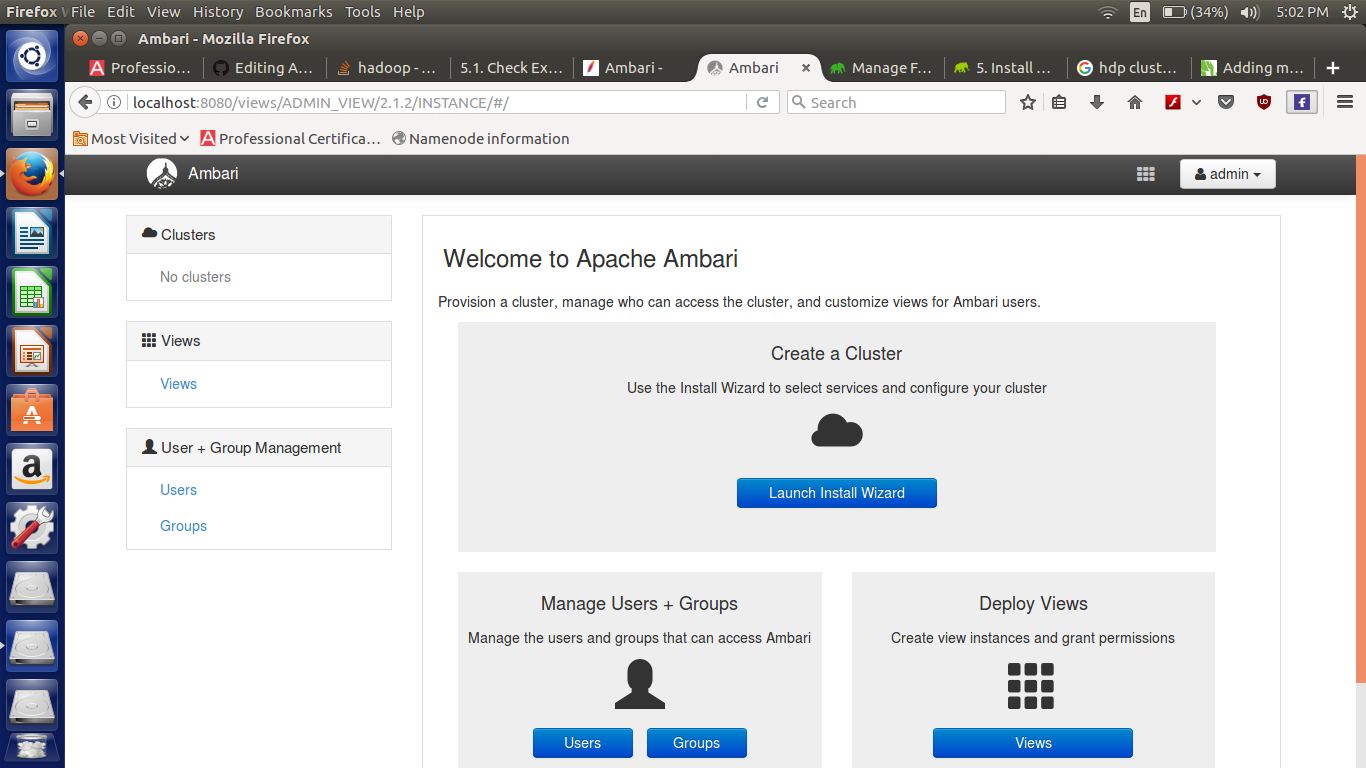 Firefox W File Edit View History Bookmarks Tools Help En (34%) 5:02 PM
Ambari - Mozilla Firefox
Professio... Editing A... hadoop - ... 5.1. Check Ex... Ambari - Ambari Manage F... 5. Install ... hdp clust... Adding m...
localhost:8080/views/ADMIN_VIEW/2.1.2/INSTANCE/#/ Search
Most Visited Professional Certifica... Namenode information
Ambari admin
Clusters
No clusters
Views
Views
User + Group Management
Users
Groups
Welcome to Apache Ambari
Provision a cluster, manage who can access the cluster, and customize views for Ambari users.
Create a Cluster
Use the Install Wizard to select services and configure your cluster
Launch Install Wizard
Manage Users + Groups
Manage the users and groups that can access Ambari
Users Groups
Deploy Views
Create view instances and grant permissions
Views